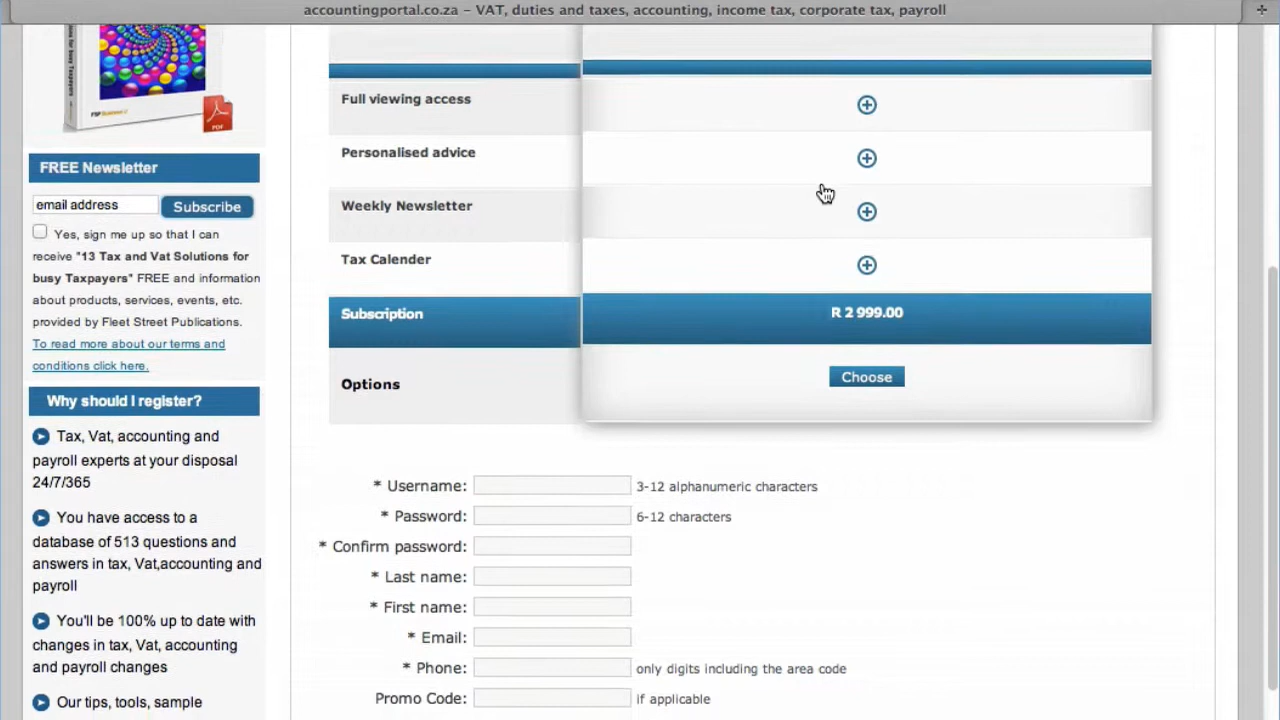 accountingportal.co.za – VAT, duties and taxes, accounting, income tax, corporate tax, payroll
for busy Taxpayers
FSP Business
PDF
FREE Newsletter
email address
Subscribe
Yes, sign me up so that I can
receive "13 Tax and Vat Solutions for
busy Taxpayers" FREE and information
about products, services, events, etc.
provided by Fleet Street Publications.
To read more about our terms and
conditions click here.
Why should I register?
Tax, Vat, accounting and
payroll experts at your disposal
24/7/365
You have access to a
database of 513 questions and
answers in tax, Vat,accounting and
payroll
You'll be 100% up to date with
changes in tax, Vat, accounting
and payroll changes
Our tips, tools, sample
Full viewing access
Personalised advice
Weekly Newsletter
Tax Calender
Subscription
R 2 999.00
Options
Choose
* Username:
3-12 alphanumeric characters
* Password:
6-12 characters
* Confirm password:
* Last name:
* First name:
* Email:
* Phone:
only digits including the area code
Promo Code:
if applicable